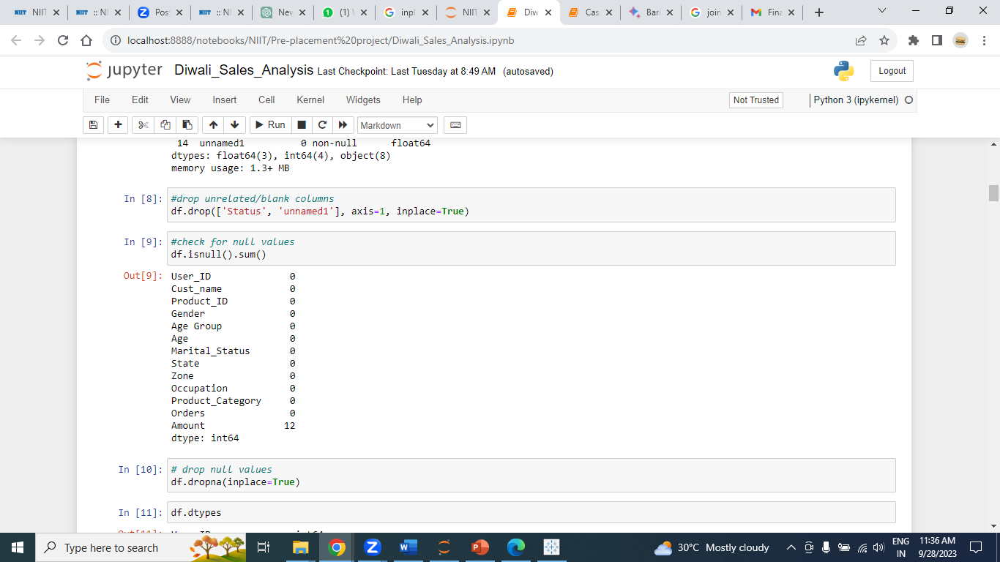 NIIT
:: NI
Post
NIIT
:: NI
New
(1) 
inpl
NIIT
Diw
Cas
Bar
join
Fina
localhost:8888/notebooks/NIIT/Pre-placement%20project/Diwali_Sales_Analysis.ipynb
jupyter Diwali_Sales_Analysis Last Checkpoint: Last Tuesday at 8:49 AM (autosaved)
Logout
File Edit View Insert Cell Kernel Widgets Help
Not Trusted
Python 3 (ipykernel)
Run
Markdown
14 unnamed1 0 non-null float64
dtypes: float64(3), int64(4), object(8)
memory usage: 1.3+ MB
In [8]: #drop unrelated/blank columns
df.drop(['Status', 'unnamed1'], axis=1, inplace=True)
In [9]: #check for null values
df.isnull().sum()
Out[9]: User_ID 0
Cust_name 0
Product_ID 0
Gender 0
Age Group 0
Age 0
Marital_Status 0
State 0
Zone 0
Occupation 0
Product_Category 0
Orders 0
Amount 12
dtype: int64
In [10]: # drop null values
df.dropna(inplace=True)
In [11]: df.dtypes
Type here to search
30°C Mostly cloudy
ENG
IN
11:36 AM
9/28/2023